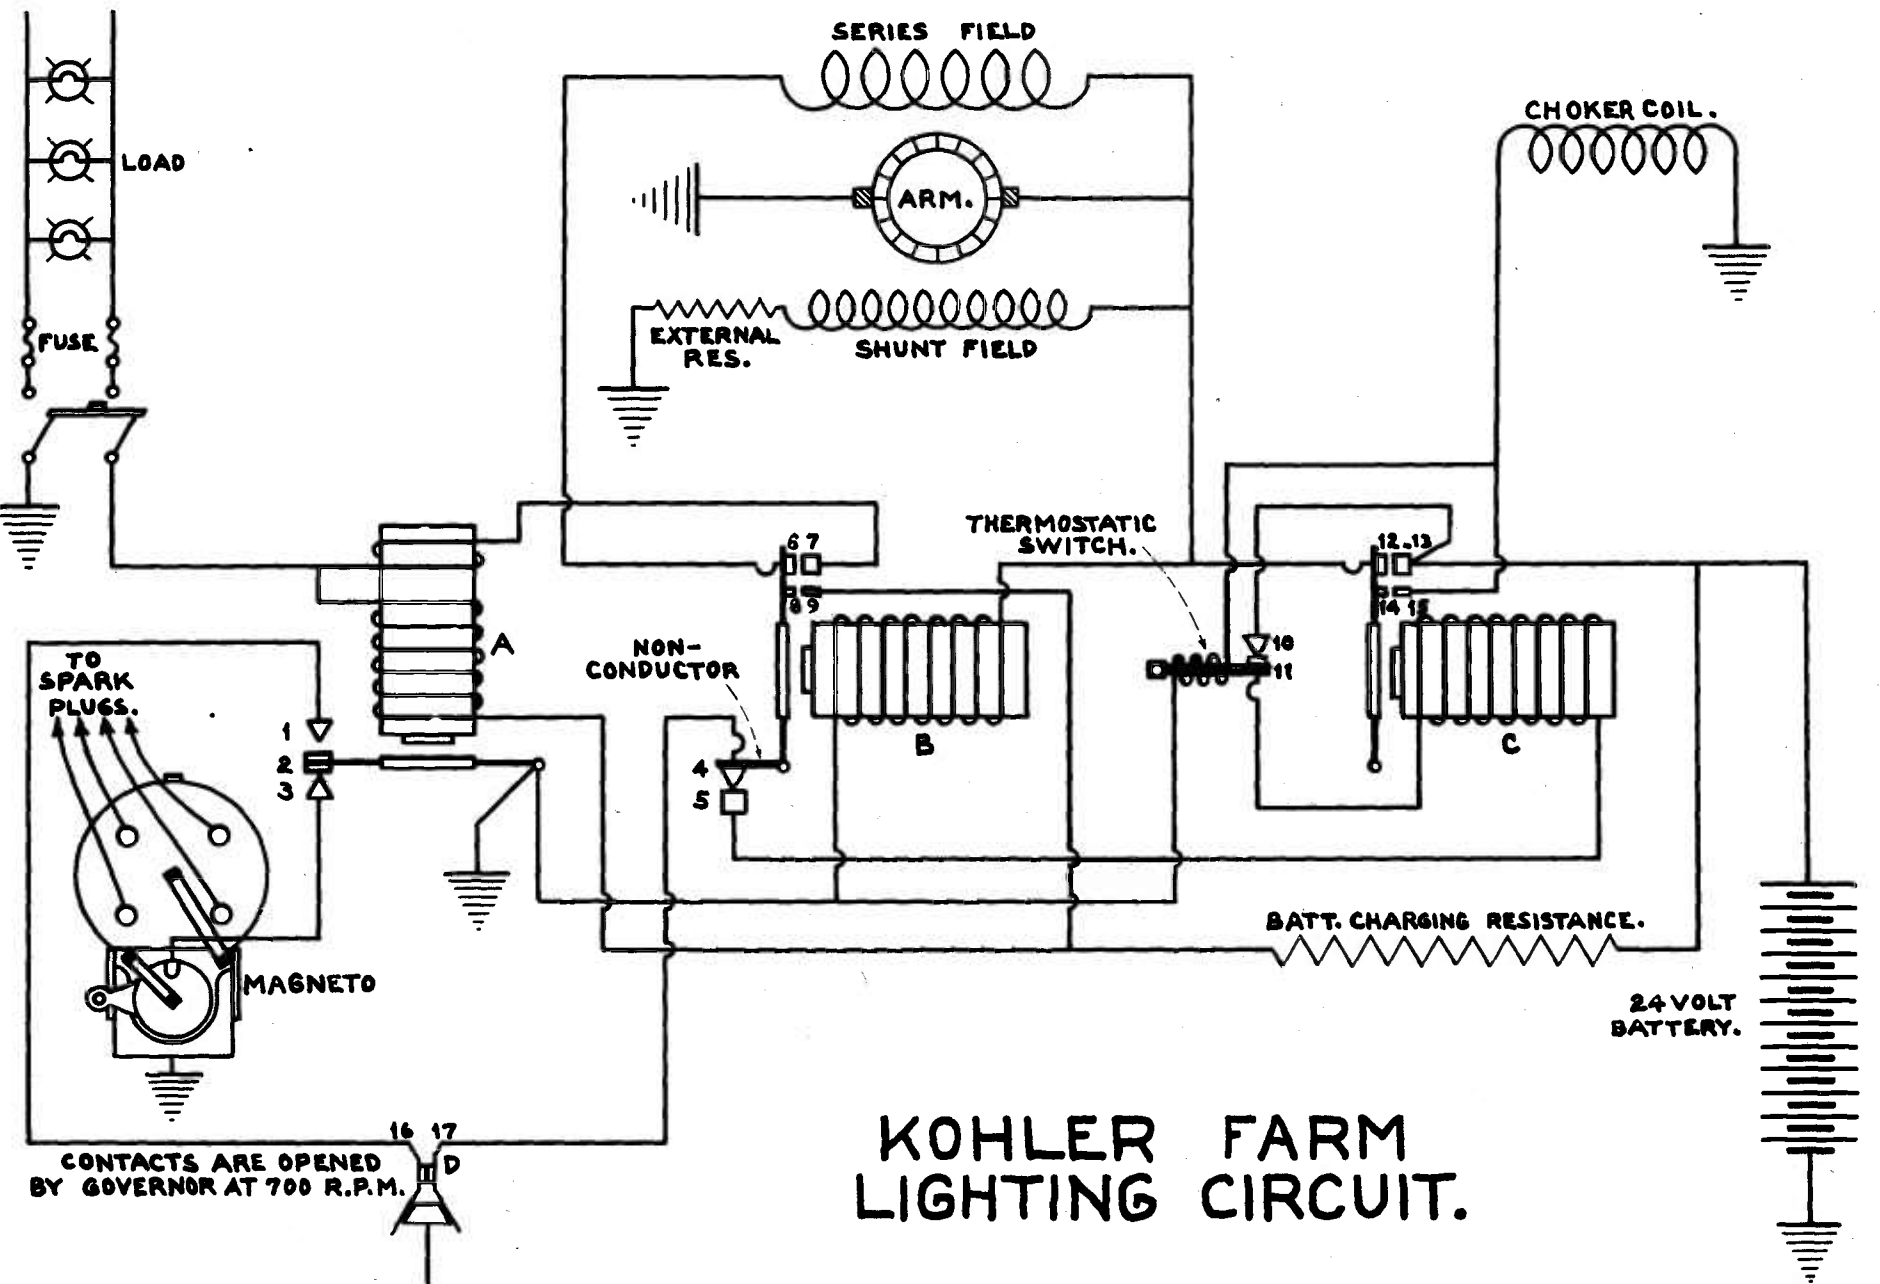 SERIES FIELD
CHOKER COIL.
LOAD
ARM.
FUSE
EXTERNAL
RES.
SHUNT FIELD
THERMOSTATIC
SWITCH.
6 7
12.13
8 9
14 15
A
NON-
CONDUCTOR
10
11
TO
SPARK
PLUGS.
1
2
3
4
5
B
C
BATT. CHARGING RESISTANCE.
MAGNETO
24 VOLT
BATTERY.
16 17
D
CONTACTS ARE OPENED
BY GOVERNOR AT 700 R.P.M.
KOHLER FARM
LIGHTING CIRCUIT.